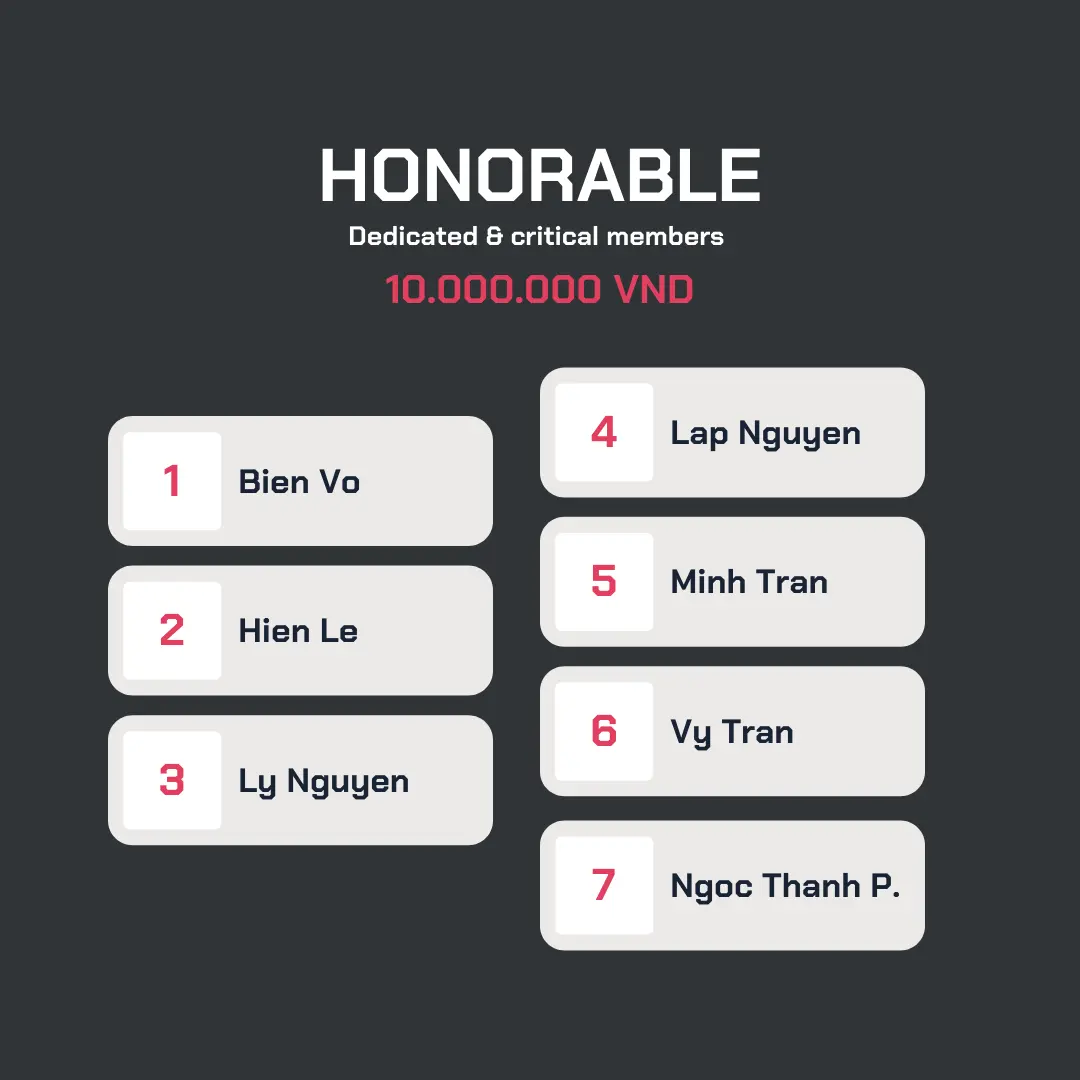 HONORABLE
Dedicated & critical members
10.000.000 VND
1 Bien Vo
2 Hien Le
3 Ly Nguyen
4 Lap Nguyen
5 Minh Tran
6 Vy Tran
7 Ngoc Thanh P.